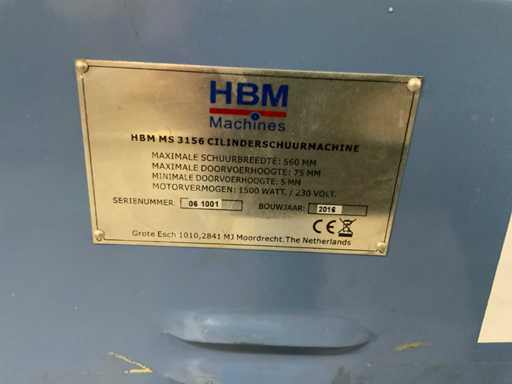 HBM
Machines
HBM MS 3156 CILINDERSCHUURMACHINE
MAXIMALE SCHUURBREEDTE: 560 MM
MAXIMALE DOORVOERHOOGTE: 75 MM
MINIMALE DOORVOERHOOGTE: 5 MM
MOTORVERMOGEN: 1500 WATT. / 230 VOLT.
SERIENUMMER: 06 1001 BOUWJAAR: 2016
CE
Grote Esch 1010,2841 MJ Moordrecht.The Netherlands